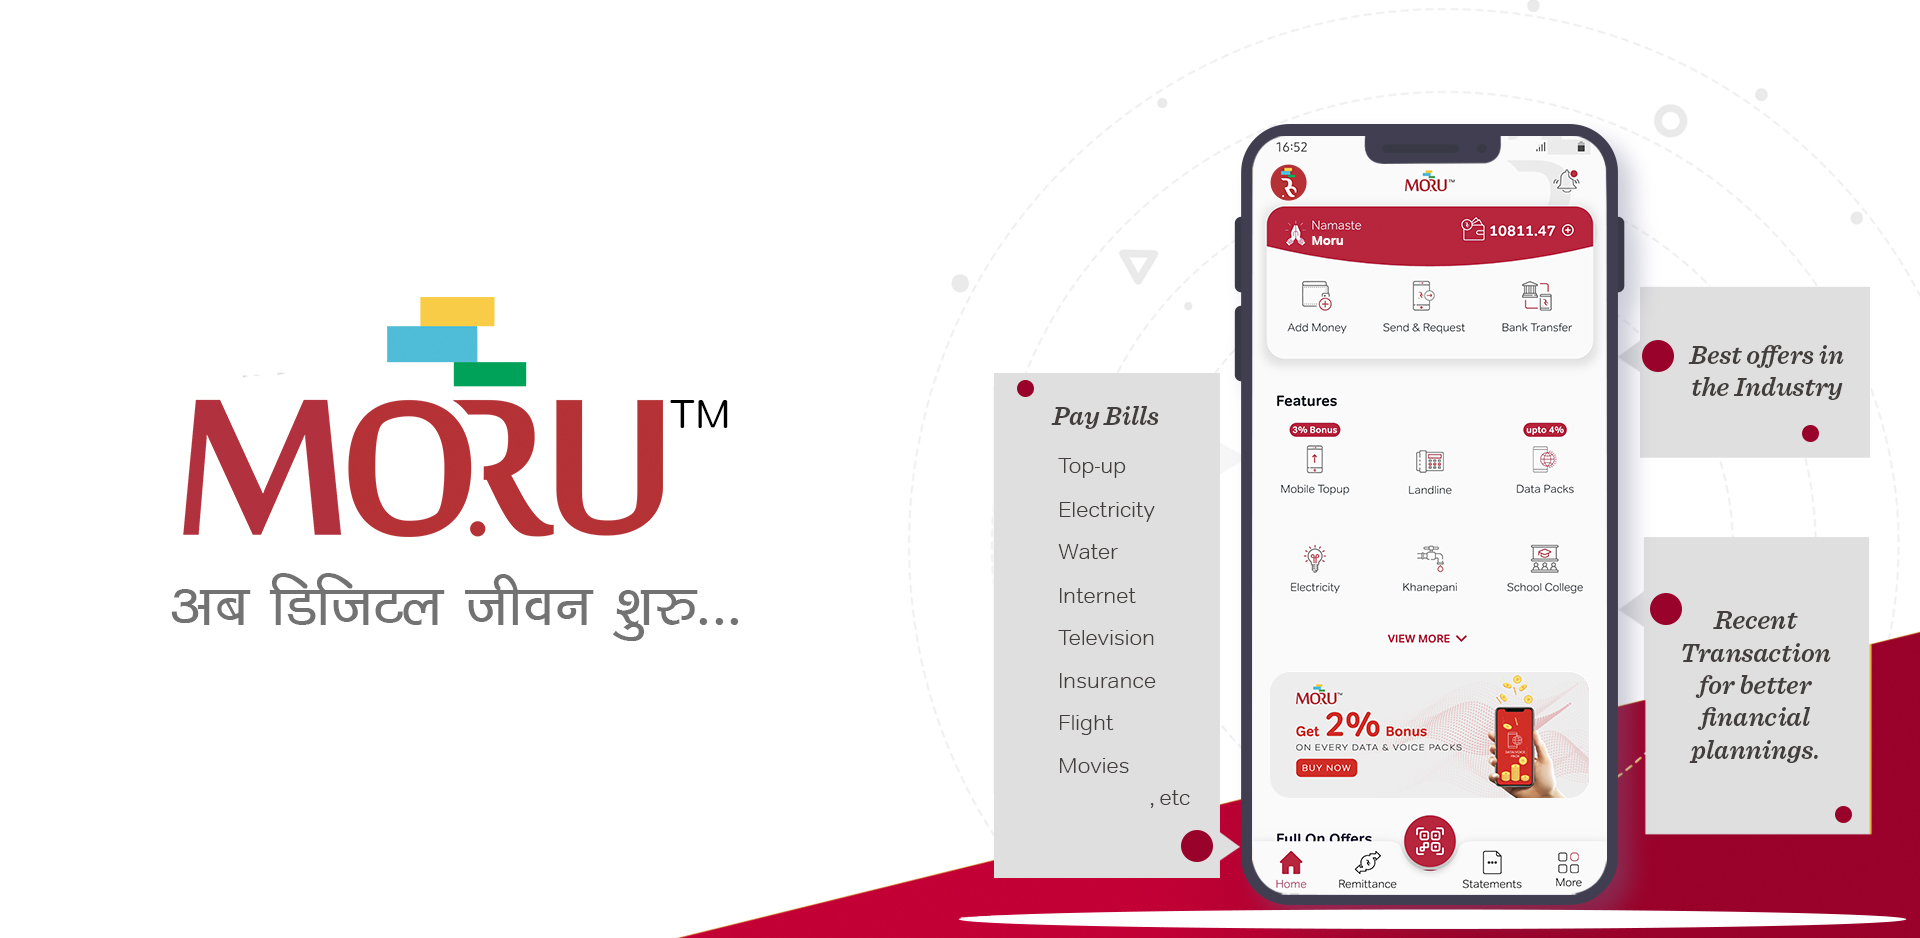 MORU™
अब डिजिटल जीवन शुरु...
Pay Bills
Top-up
Electricity
Water
Internet
Television
Insurance
Flight
Movies
, etc
16:52
MORU™
Namaste
Moru
10811.47
Add Money
Send & Request
Bank Transfer
Features
3% Bonus
upto 4%
Mobile Topup
Landline
Data Packs
Electricity
Khanepani
School College
VIEW MORE
MORU™
Get 2% Bonus
ON EVERY DATA & VOICE PACKS
BUY NOW
DATA/VOICE
PACK
Full On Offers
Home
Remittance
Statements
More
Best offers in
the Industry
Recent
Transaction
for better
financial
plannings.